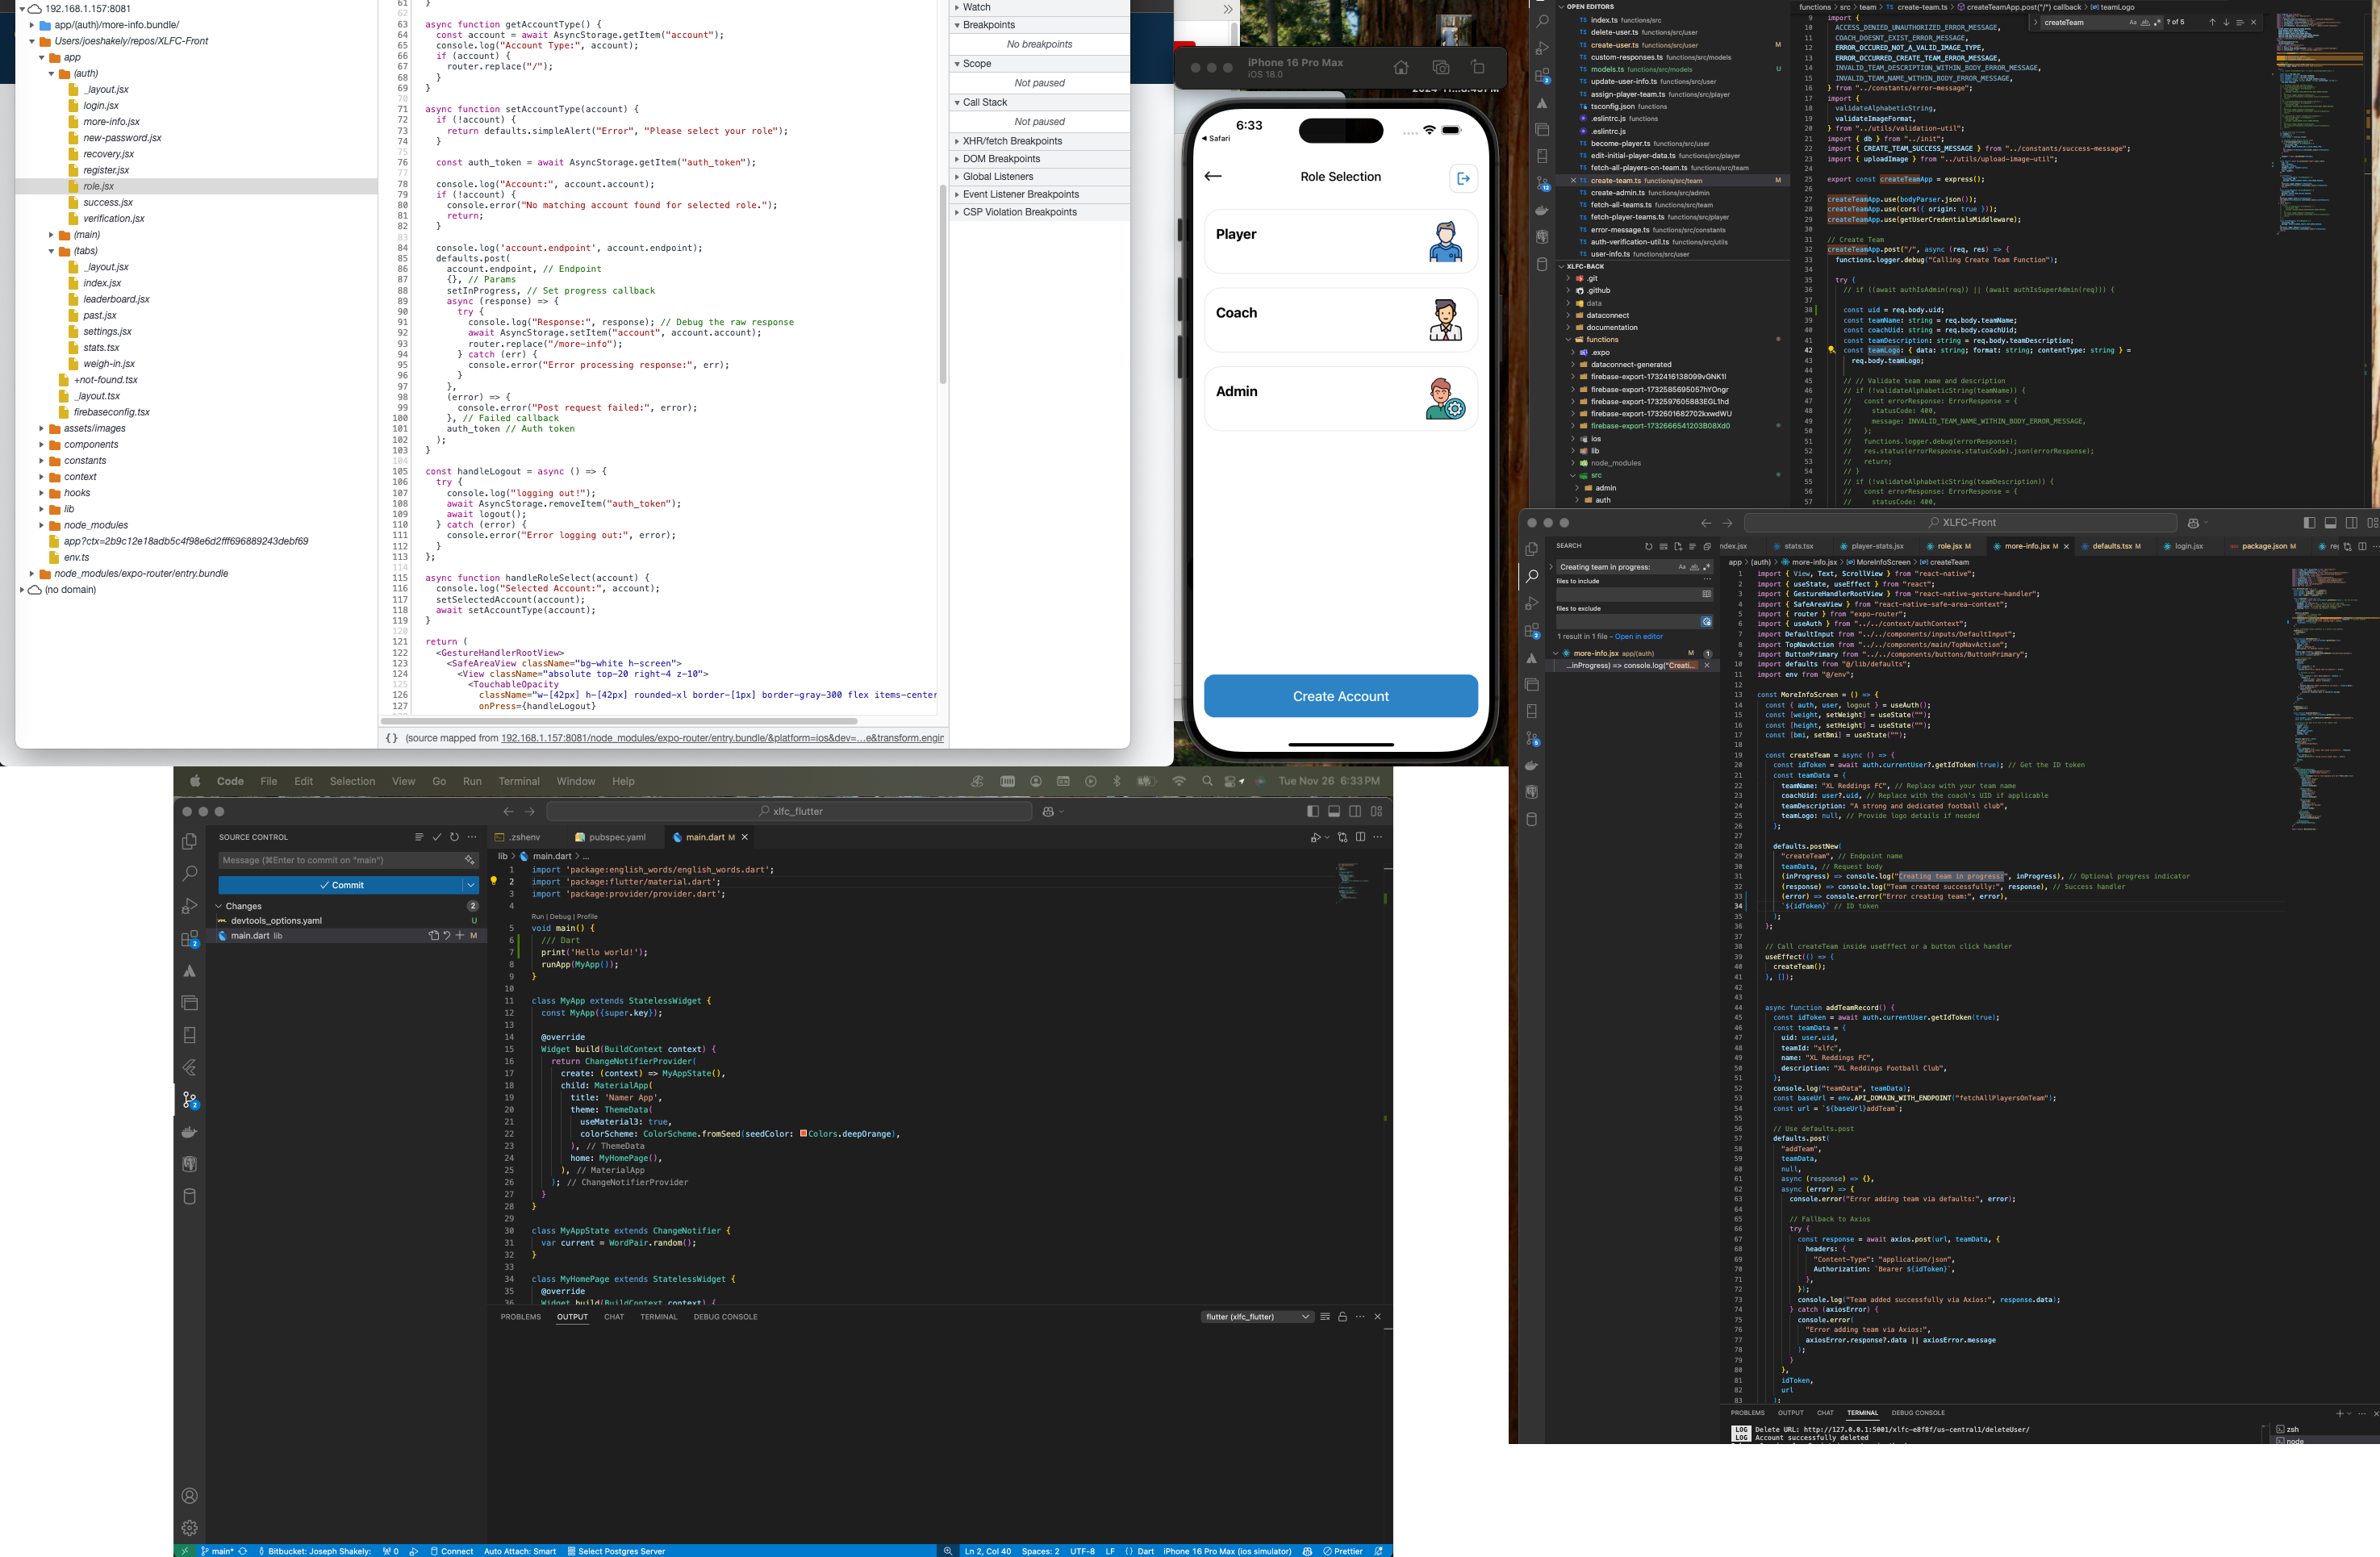 192.168.1.157:8081
app/(auth)/more-info.bundle/
Users/joeshakely/repos/XLFC-Front
app
(auth)
_layout.jsx
login.jsx
more-info.jsx
new-password.jsx
recovery.jsx
register.jsx
role.jsx
success.jsx
verification.jsx
(main)
(tabs)
_layout.jsx
index.jsx
leaderboard.jsx
past.jsx
settings.jsx
stats.tsx
weigh-in.jsx
+not-found.tsx
_layout.tsx
firebaseconfig.tsx
assets/images
components
constants
context
hooks
lib
node_modules
app?ctx=2b9c12e18adb5c4f98e6d2fff696889243debf69
env.ts
node_modules/expo-router/entry.bundle
(no domain)
61 }
62
63 async function getAccountType() {
64 const account = await AsyncStorage.getItem("account");
65 console.log("Account Type:", account);
66 if (account) {
67 router.replace("/");
68 }
69 }
70
71 async function setAccountType(account) {
72 if (!account) {
73 return defaults.simpleAlert("Error", "Please select your role");
74 }
75
76 const auth_token = await AsyncStorage.getItem("auth_token");
77
78 console.log("Account:", account.account);
79 if (!account) {
80 console.error("No matching account found for selected role.");
81 return;
82 }
83
84 console.log('account.endpoint', account.endpoint);
85 defaults.post(
86 account.endpoint, // Endpoint
87 {}, // Params
88 setInProgress, // Set progress callback
89 async (response) => {
90 try {
91 console.log("Response:", response); // Debug the raw response
92 await AsyncStorage.setItem("account", account.account);
93 router.replace("/more-info");
94 } catch (err) {
95 console.error("Error processing response:", err);
96 }
97 },
98 (error) => {
99 console.error("Post request failed:", error);
100 }, // Failed callback
101 auth_token // Auth token
102 );
103 }
104
105 const handleLogout = async () => {
106 try {
107 console.log("logging out!");
108 await AsyncStorage.removeItem("auth_token");
109 await logout();
110 } catch (error) {
111 console.error("Error logging out:", error);
112 }
113 };
114
115 async function handleRoleSelect(account) {
116 console.log("Selected Account:", account);
117 setSelectedAccount(account);
118 await setAccountType(account);
119 }
120
121 return (
122 <GestureHandlerRootView>
123 <SafeAreaView className="bg-white h-screen">
124 <View className="absolute top-20 right-4 z-10">
125 <TouchableOpacity
126 className="w-[42px] h-[42px] rounded-xl border-[1px] border-gray-300 flex items-center
127 onPress={handleLogout}
{ } (source mapped from 192.168.1.157:8081/node_modules/expo-router/entry.bundle/&platform=ios&dev=...e&transform.engin
Watch
Breakpoints
No breakpoints
Scope
Not paused
Call Stack
Not paused
XHR/fetch Breakpoints
DOM Breakpoints
Global Listeners
Event Listener Breakpoints
CSP Violation Breakpoints
iPhone 16 Pro Max
iOS 18.0
6:33
Safari
Role Selection
Player
Coach
Admin
Create Account
OPEN EDITORS
index.ts functions/src
delete-user.ts functions/src/user
create-user.ts functions/src/user M
custom-responses.ts functions/src/models
models.ts functions/src/models U
update-user-info.ts functions/src/user
assign-player-team.ts functions/src/player
tsconfig.json functions
.eslintrc.js functions
.eslintrc.js
become-player.ts functions/src/user
edit-initial-player-data.ts functions/src/player
fetch-all-players-on-team.ts functions/src/team
create-team.ts functions/src/team M
create-admin.ts functions/src/admin
fetch-all-teams.ts functions/src/team
fetch-player-teams.ts functions/src/player
error-message.ts functions/src/constants
auth-verification-util.ts functions/src/utils
user-info.ts functions/src/user
XLFC-BACK
.git
.github
data
dataconnect
documentation
functions
.expo
dataconnect-generated
firebase-export-1732416138099vGNK1l
firebase-export-1732585695057hYOngr
firebase-export-1732597605883EGL1hd
firebase-export-1732601682702kxwdWU
firebase-export-1732666541203B08Xd0
ios
lib
node_modules
src
admin
auth
functions > src > team > create-team.ts > createTeamApp.post("/") callback > teamLogo
createTeam
? of 5
9 import {
10 ACCESS_DENIED_UNAUTHORIZED_ERROR_MESSAGE,
11 COACH_DOESNT_EXIST_ERROR_MESSAGE,
12 ERROR_OCCURED_NOT_A_VALID_IMAGE_TYPE,
13 ERROR_OCCURRED_CREATE_TEAM_ERROR_MESSAGE,
14 INVALID_TEAM_DESCRIPTION_WITHIN_BODY_ERROR_MESSAGE,
15 INVALID_TEAM_NAME_WITHIN_BODY_ERROR_MESSAGE,
16 } from "../constants/error-message";
17 import {
18 validateAlphabeticString,
19 validateImageFormat,
20 } from "../utils/validation-util";
21 import { db } from "../init";
22 import { CREATE_TEAM_SUCCESS_MESSAGE } from "../constants/success-message";
23 import { uploadImage } from "../utils/upload-image-util";
24
25 export const createTeamApp = express();
26
27 createTeamApp.use(bodyParser.json());
28 createTeamApp.use(cors({ origin: true }));
29 createTeamApp.use(getUserCredentialsMiddleware);
30
31 // Create Team
32 createTeamApp.post("/", async (req, res) => {
33 functions.logger.debug("Calling Create Team Function");
34
35 try {
36 // if ((await authIsAdmin(req)) || (await authIsSuperAdmin(req))) {
37
38 const uid = req.body.uid;
39 const teamName: string = req.body.teamName;
40 const coachUid: string = req.body.coachUid;
41 const teamDescription: string = req.body.teamDescription;
42 const teamLogo: { data: string; format: string; contentType: string } =
43 req.body.teamLogo;
44
45 // // Validate team name and description
46 // if (!validateAlphabeticString(teamName)) {
47 // const errorResponse: ErrorResponse = {
48 // statusCode: 400,
49 // message: INVALID_TEAM_NAME_WITHIN_BODY_ERROR_MESSAGE,
50 // };
51 // functions.logger.debug(errorResponse);
52 // res.status(errorResponse.statusCode).json(errorResponse);
53 // return;
54 // }
55 // if (!validateAlphabeticString(teamDescription)) {
56 // const errorResponse: ErrorResponse = {
57 // statusCode: 400,
XLFC-Front
SEARCH
Creating team in progress:
files to include
files to exclude
1 result in 1 file - Open in editor
more-info.jsx app/(auth) M 1
...inProgress) => console.log("Creati...
index.jsx stats.tsx player-stats.jsx role.jsx M more-info.jsx M defaults.tsx M login.jsx package.json M
app > (auth) > more-info.jsx > MoreInfoScreen > createTeam
1 import { View, Text, ScrollView } from "react-native";
2 import { useState, useEffect } from "react";
3 import { GestureHandlerRootView } from "react-native-gesture-handler";
4 import { SafeAreaView } from "react-native-safe-area-context";
5 import { router } from "expo-router";
6 import { useAuth } from "../../context/authContext";
7 import DefaultInput from "../../components/inputs/DefaultInput";
8 import TopNavAction from "../../components/main/TopNavAction";
9 import ButtonPrimary from "../../components/buttons/ButtonPrimary";
10 import defaults from "@/lib/defaults";
11 import env from "@/env";
12
13 const MoreInfoScreen = () => {
14 const { auth, user, logout } = useAuth();
15 const [weight, setWeight] = useState("");
16 const [height, setHeight] = useState("");
17 const [bmi, setBmi] = useState("");
18
19 const createTeam = async () => {
20 const idToken = await auth.currentUser?.getIdToken(true); // Get the ID token
21 const teamData = {
22 teamName: "XL Reddings FC", // Replace with your team name
23 coachUid: user?.uid, // Replace with the coach's UID if applicable
24 teamDescription: "A strong and dedicated football club",
25 teamLogo: null, // Provide logo details if needed
26 };
27
28 defaults.postNew(
29 "createTeam", // Endpoint name
30 teamData, // Request body
31 (inProgress) => console.log("Creating team in progress:", inProgress), // Optional progress indicator
32 (response) => console.log("Team created successfully:", response), // Success handler
33 (error) => console.error("Error creating team:", error),
34 `${idToken}` // ID token
35 );
36 };
37
38 // Call createTeam inside useEffect or a button click handler
39 useEffect(() => {
40 createTeam();
41 }, []);
42
43
44 async function addTeamRecord() {
45 const idToken = await auth.currentUser.getIdToken(true);
46 const teamData = {
47 uid: user.uid,
48 teamId: "xlfc",
49 name: "XL Reddings FC",
50 description: "XL Reddings Football Club",
51 };
52 console.log("teamData", teamData);
53 const baseUrl = env.API_DOMAIN_WITH_ENDPOINT("fetchAllPlayersOnTeam");
54 const url = `${baseUrl}addTeam`;
55
56 // Use defaults.post
57 defaults.post(
58 "addTeam",
59 teamData,
60 null,
61 async (response) => {},
62 async (error) => {
63 console.error("Error adding team via defaults:", error);
64
65 // Fallback to Axios
66 try {
67 const response = await axios.post(url, teamData, {
68 headers: {
69 "Content-Type": "application/json",
70 Authorization: `Bearer ${idToken}`,
71 },
72 });
73 console.log("Team added successfully via Axios:", response.data);
74 } catch (axiosError) {
75 console.error(
76 "Error adding team via Axios:",
77 axiosError.response?.data || axiosError.message
78 );
79 }
80 },
81 idToken,
82 url
83 );
PROBLEMS OUTPUT CHAT TERMINAL DEBUG CONSOLE
LOG Delete URL: http://127.0.0.1:5001/xlfc-e8f8f/us-central1/deleteUser/
LOG Account successfully deleted
zsh
node
Code File Edit Selection View Go Run Terminal Window Help
Tue Nov 26 6:33 PM
xlfc_flutter
SOURCE CONTROL
Message (⌘Enter to commit on "main")
Commit
Changes 2
devtools_options.yaml U
main.dart lib M
.zshenv pubspec.yaml main.dart M
lib > main.dart > ...
1 import 'package:english_words/english_words.dart';
2 import 'package:flutter/material.dart';
3 import 'package:provider/provider.dart';
4
Run | Debug | Profile
5 void main() {
6 /// Dart
7 print('Hello world!');
8 runApp(MyApp());
9 }
10
11 class MyApp extends StatelessWidget {
12 const MyApp({super.key});
13
14 @override
15 Widget build(BuildContext context) {
16 return ChangeNotifierProvider(
17 create: (context) => MyAppState(),
18 child: MaterialApp(
19 title: 'Namer App',
20 theme: ThemeData(
21 useMaterial3: true,
22 colorScheme: ColorScheme.fromSeed(seedColor: Colors.deepOrange),
23 ), // ThemeData
24 home: MyHomePage(),
25 ), // MaterialApp
26 ); // ChangeNotifierProvider
27 }
28 }
29
30 class MyAppState extends ChangeNotifier {
31 var current = WordPair.random();
32 }
33
34 class MyHomePage extends StatelessWidget {
35 @override
36 Widget build(BuildContext context) {
PROBLEMS OUTPUT CHAT TERMINAL DEBUG CONSOLE
flutter (xlfc_flutter)
main* Bitbucket: Joseph Shakely: 0 Connect Auto Attach: Smart Select Postgres Server
Ln 2, Col 40 Spaces: 2 UTF-8 LF { } Dart iPhone 16 Pro Max (ios simulator) Prettier